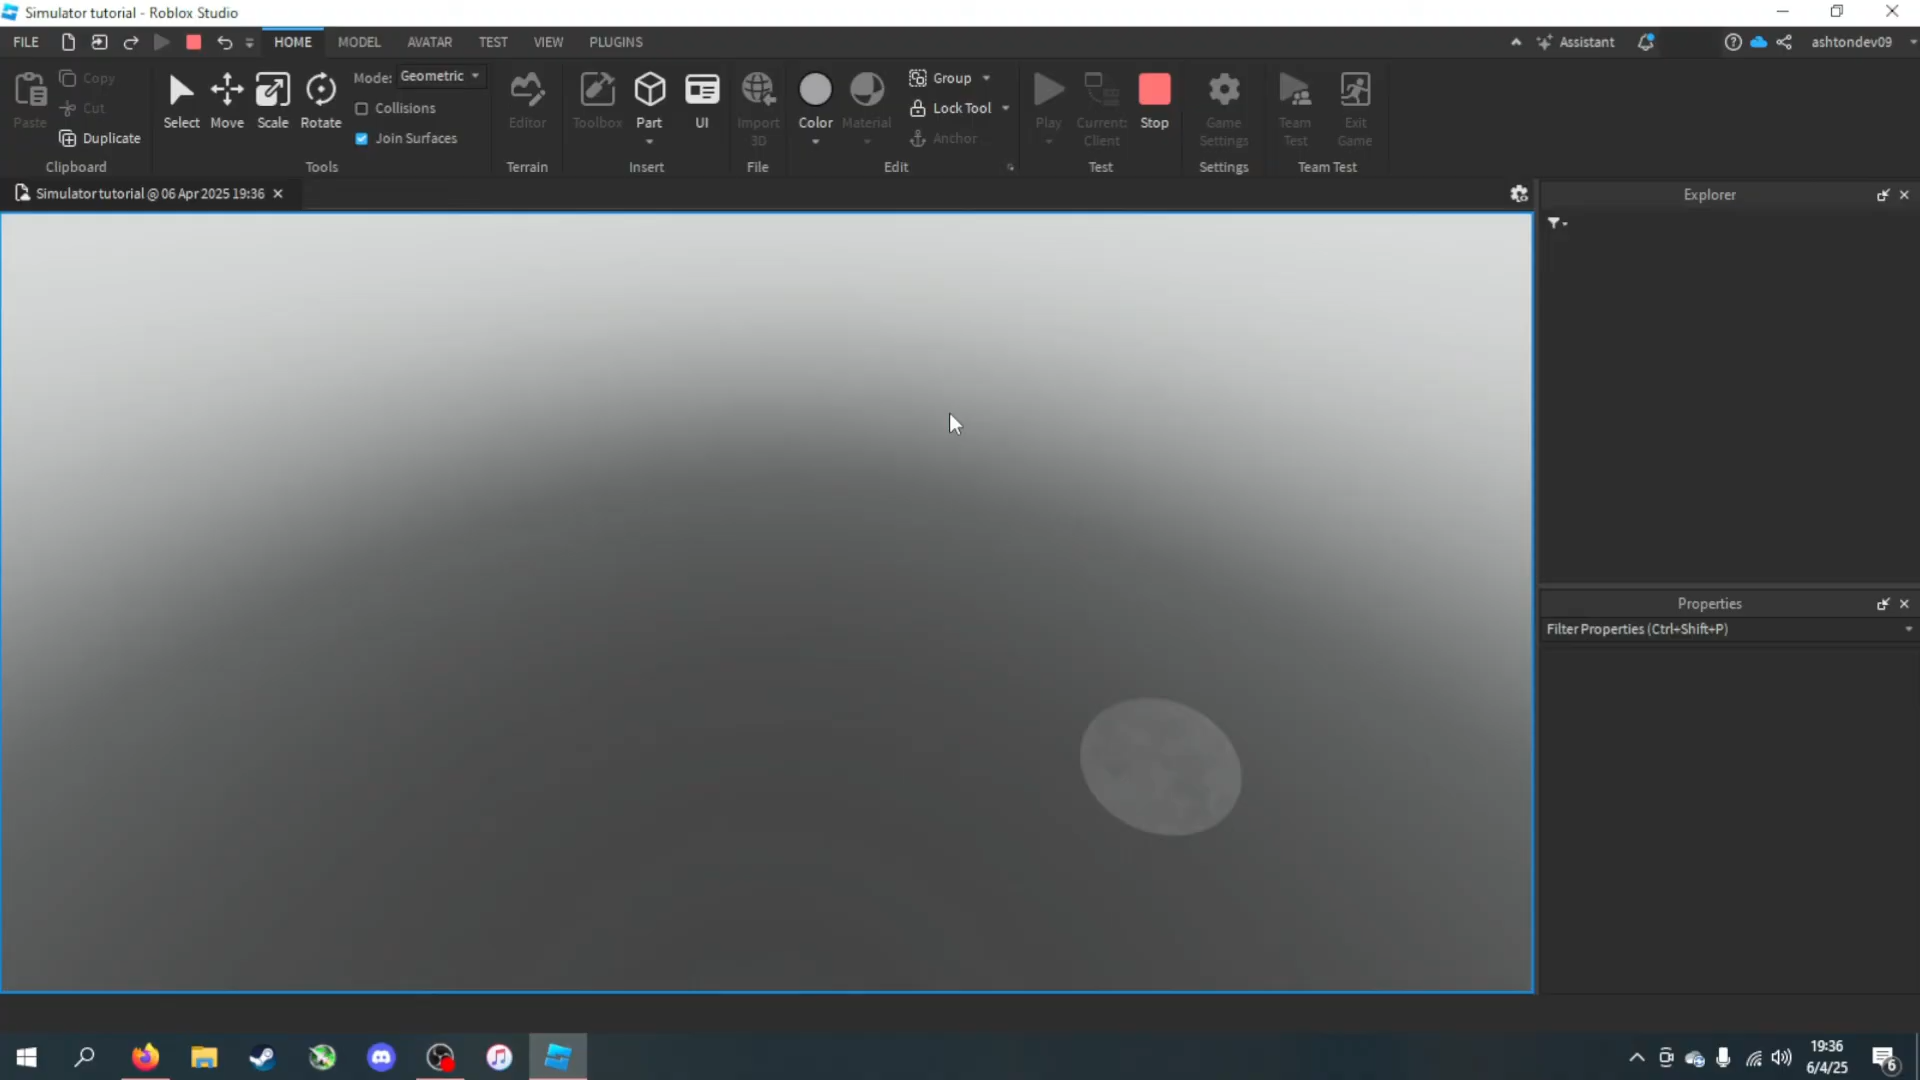 Simulator tutorial - Roblox Studio
FILE
HOME
MODEL
AVATAR
TEST
VIEW
PLUGINS
Assistant
ashtondev09
Paste
Copy
Cut
Duplicate
Clipboard
Select
Move
Scale
Rotate
Mode: Geometric
Collisions
Join Surfaces
Tools
Editor
Terrain
Toolbox
Part
UI
Insert
Import
3D
File
Color
Material
Group
Lock Tool
Anchor
Edit
Play
Current:
Client
Stop
Test
Game
Settings
Settings
Team
Test
Exit
Game
Team Test
Simulator tutorial @ 06 Apr 2025 19:36
Explorer
Properties
Filter Properties (Ctrl+Shift+P)
19:36
6/4/25
6